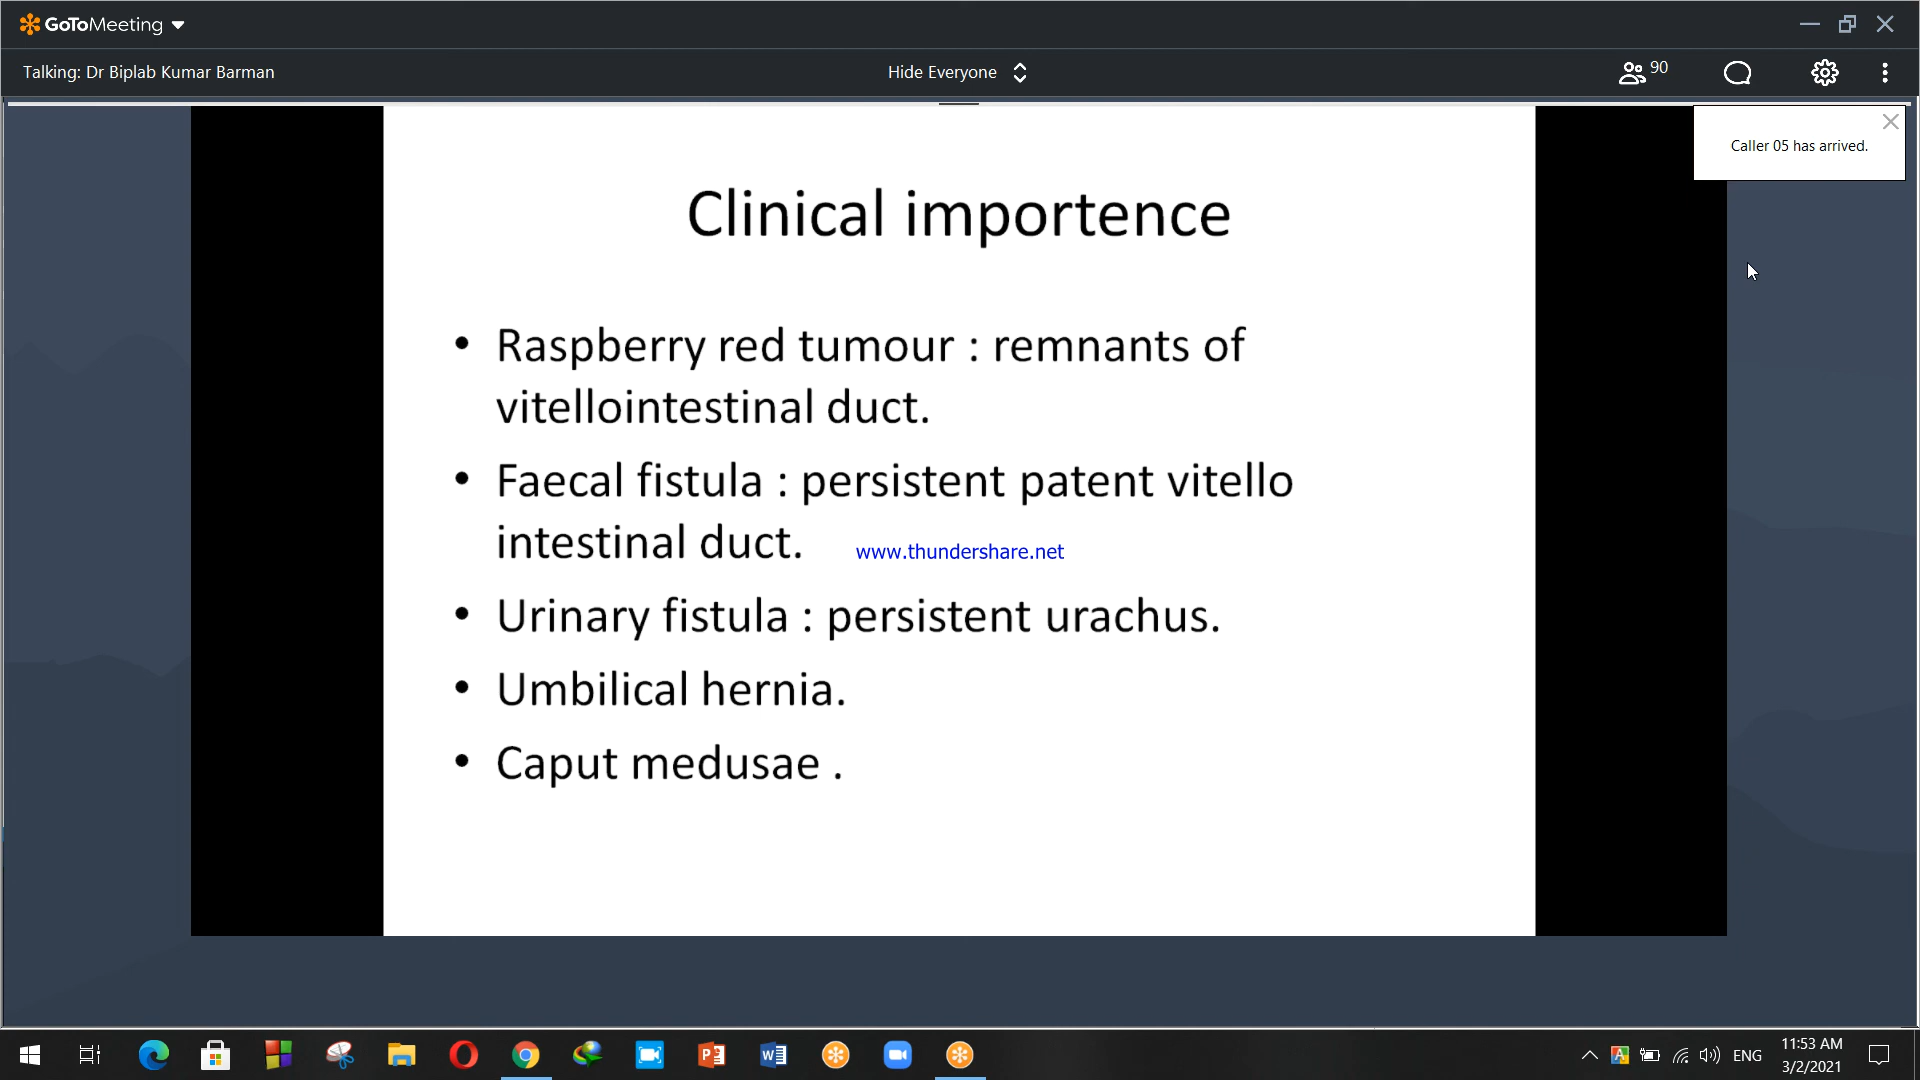 GoToMeeting
Talking: Dr Biplab Kumar Barman
Hide Everyone
90
Caller 05 has arrived.
Clinical importence
• Raspberry red tumour : remnants of
vitellointestinal duct.
• Faecal fistula : persistent patent vitello
intestinal duct.
www.thundershare.net
• Urinary fistula : persistent urachus.
• Umbilical hernia.
• Caput medusae .
ENG
11:53 AM
3/2/2021